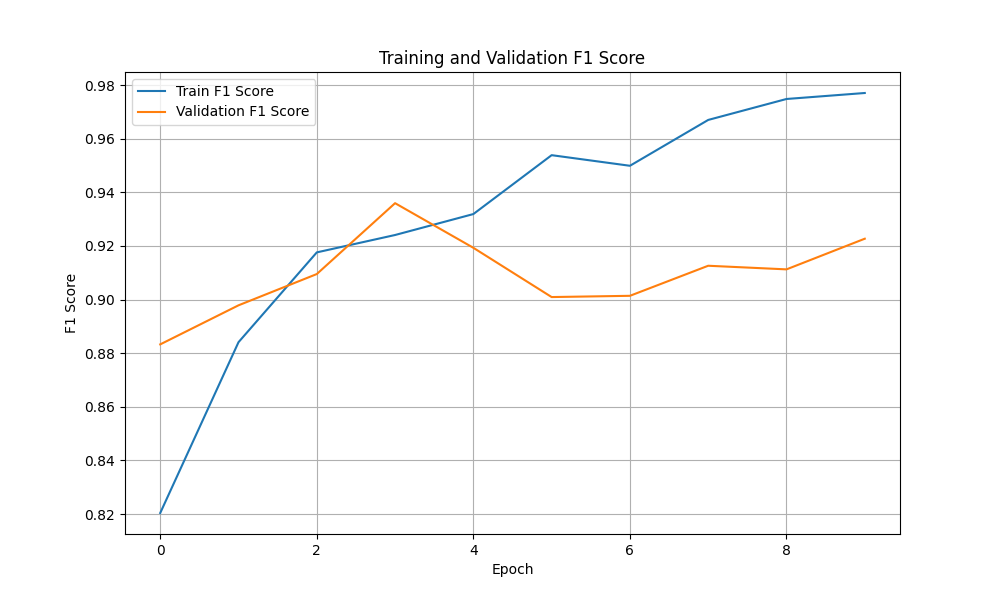 Training and Validation F1 Score
Train F1 Score
Validation F1 Score
0.98
0.96
0.94
0.92
0.90
0.88
0.86
0.84
0.82
F1 Score
0 2 4 6 8
Epoch